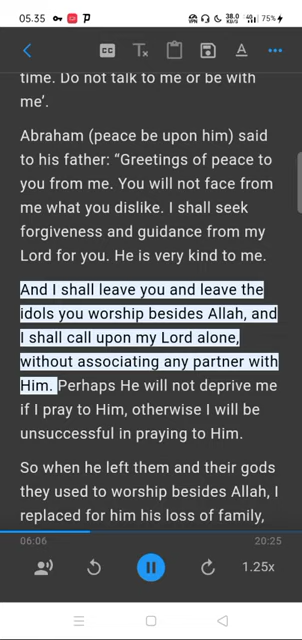 05.35
38.0
KB/S
4G
75%
CC
A
time. Do not talk to me or be with
me’.
Abraham (peace be upon him) said
to his father: “Greetings of peace to
you from me. You will not face from
me what you dislike. I shall seek
forgiveness and guidance from my
Lord for you. He is very kind to me.
And I shall leave you and leave the
idols you worship besides Allah, and
I shall call upon my Lord alone,
without associating any partner with
Him. Perhaps He will not deprive me
if I pray to Him, otherwise I will be
unsuccessful in praying to Him.
So when he left them and their gods
they used to worship besides Allah, I
replaced for him his loss of family,
06:06
20:25
1.25x